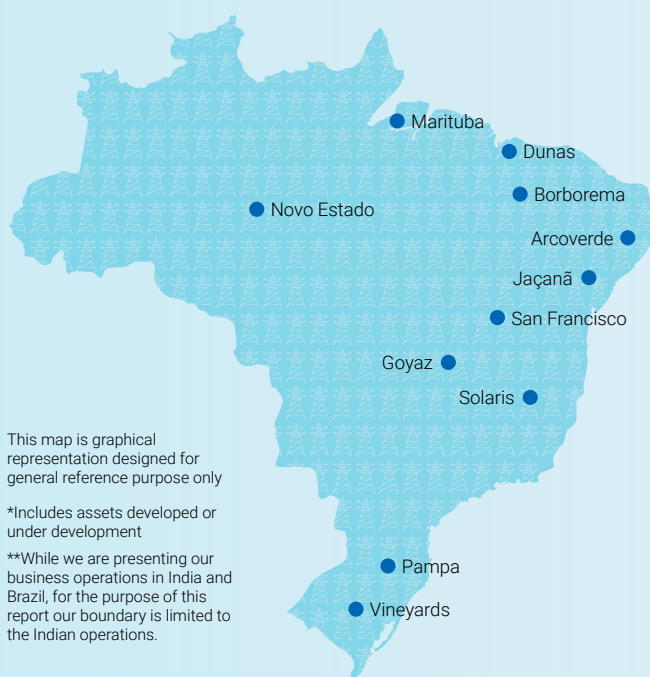 Marituba
Dunas
Borborema
Novo Estado
Arcoverde
Jaçanã
San Francisco
Goyaz
Solaris
This map is graphical
representation designed for
general reference purpose only
*Includes assets developed or
under development
**While we are presenting our
business operations in India and
Brazil, for the purpose of this
report our boundary is limited to
the Indian operations.
Pampa
Vineyards